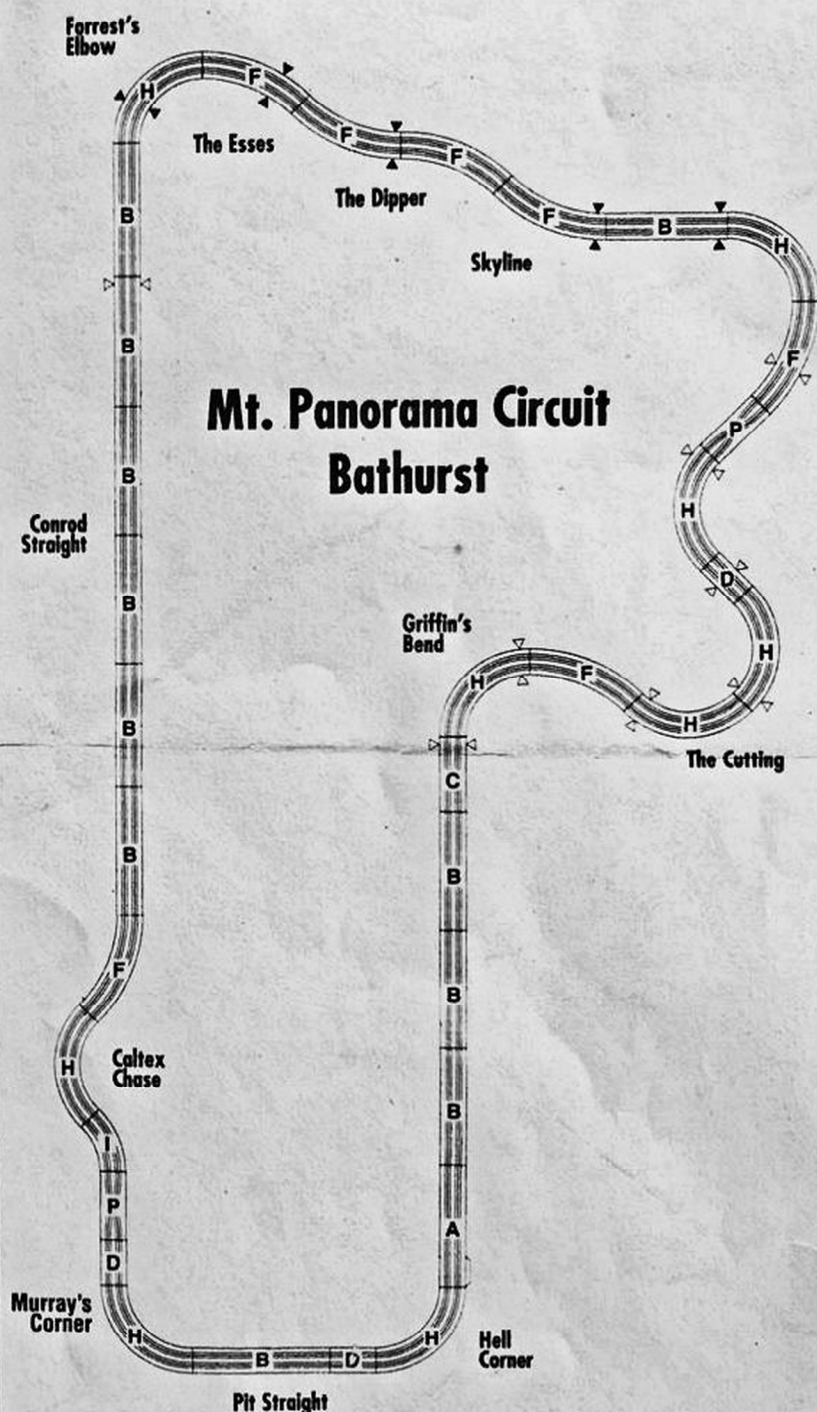 Forrest's
Elbow
F
H
The Esses
F
F
The Dipper
B
F
B
H
Skyline
B
F
Mt. Panorama Circuit
P
Bathurst
B
H
Conrod
Straight
D
B
Griffin's
Bend
H
F
H
H
B
The Cutting
C
B
B
F
B
H
Caltex
Chase
B
I
P
A
D
Murray's
Corner
H
B
D
H
Hell
Corner
Pit Straight